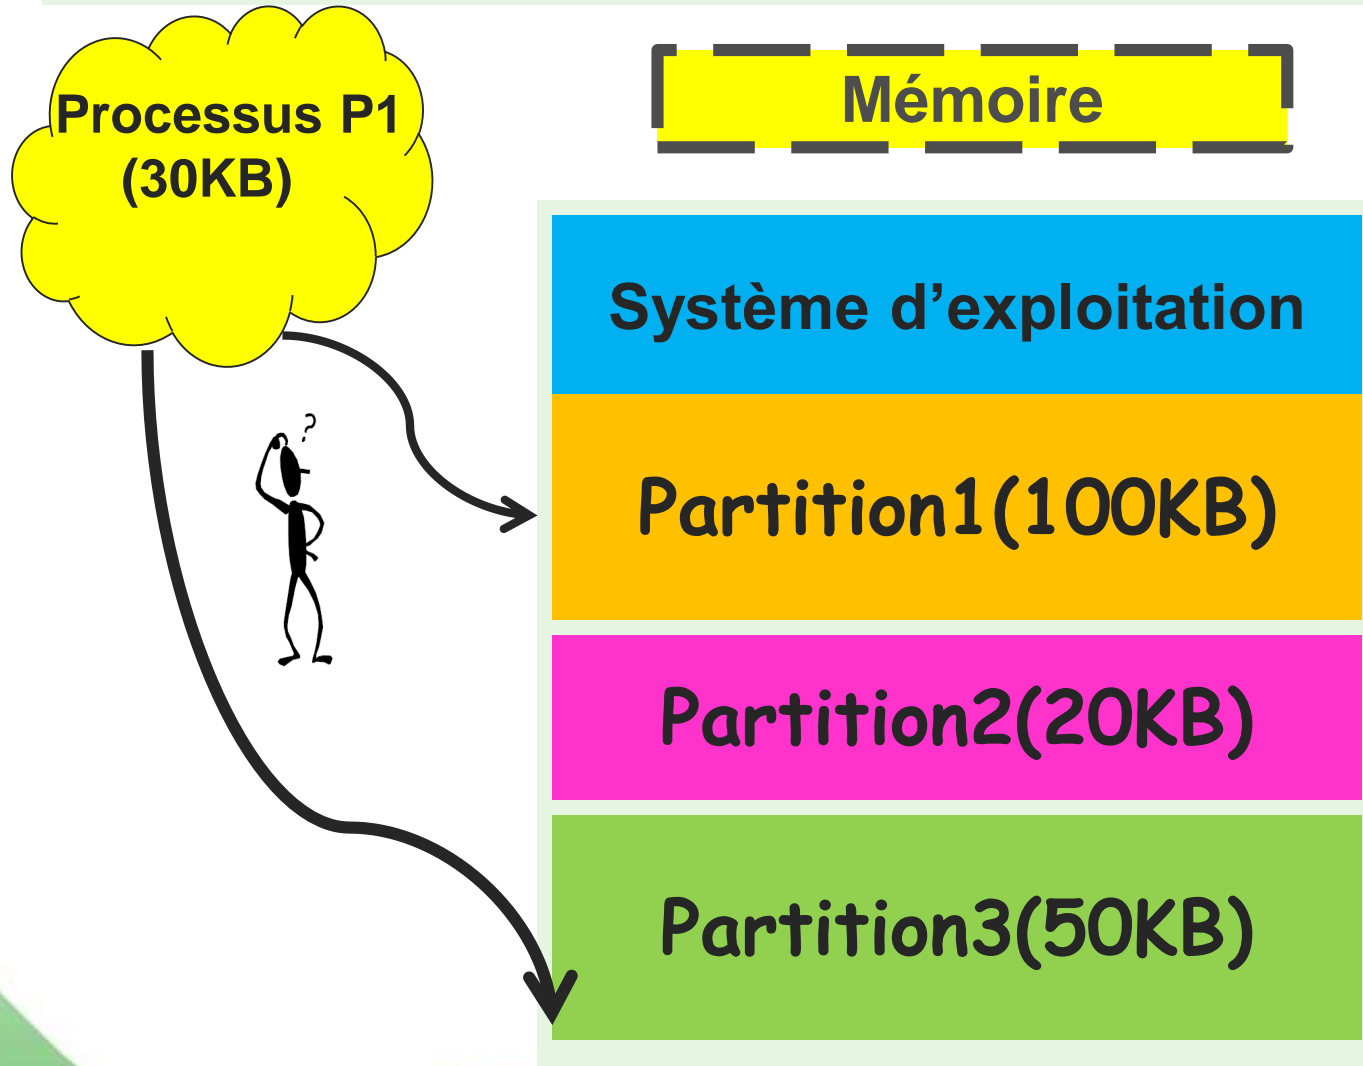 Processus P1
(30KB)
Mémoire
Système d’exploitation
?
Partition1(100KB)
Partition2(20KB)
Partition3(50KB)